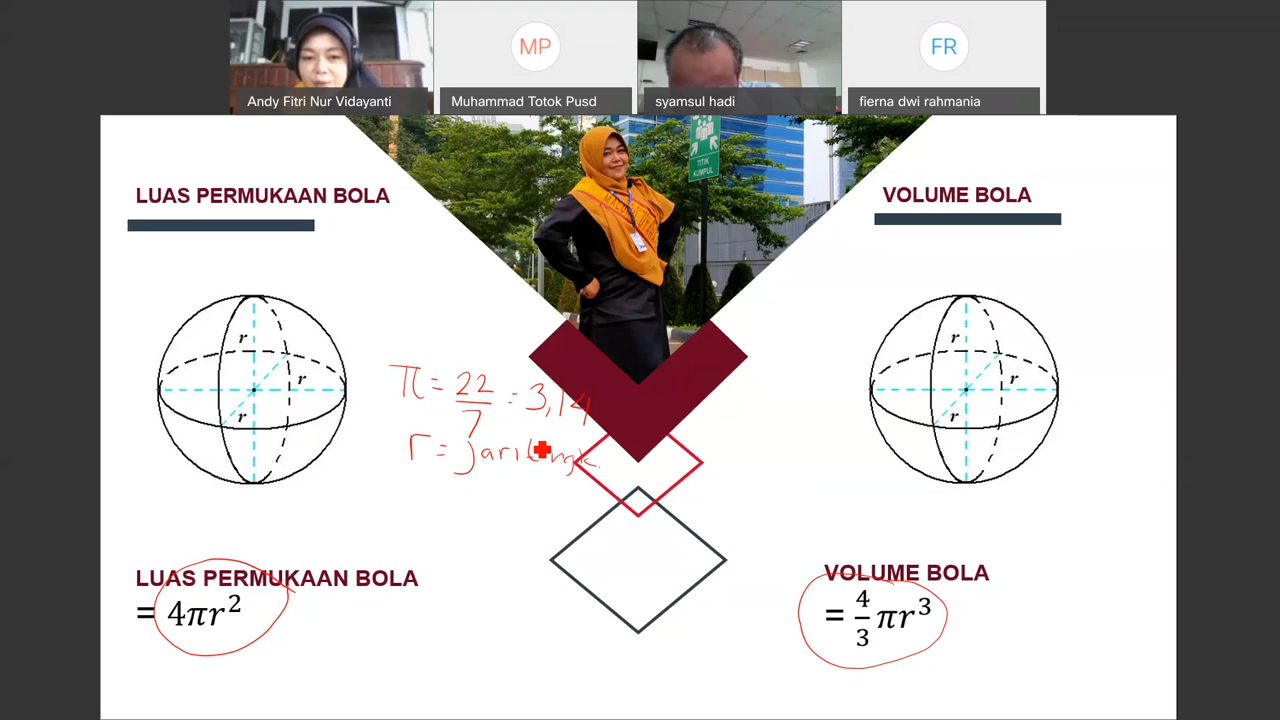 MP
FR
Andy Fitri Nur Vidayanti
Muhammad Totok Pusd
syamsul hadi
fierna dwi rahmania
TITIK
KUMPUL
LUAS PERMUKAAN BOLA
VOLUME BOLA
r
r
r
r
r
r
π = 22/7 = 3,14
r = jari
LUAS PERMUKAAN BOLA
= 4πr²
VOLUME BOLA
= 4/3 πr³